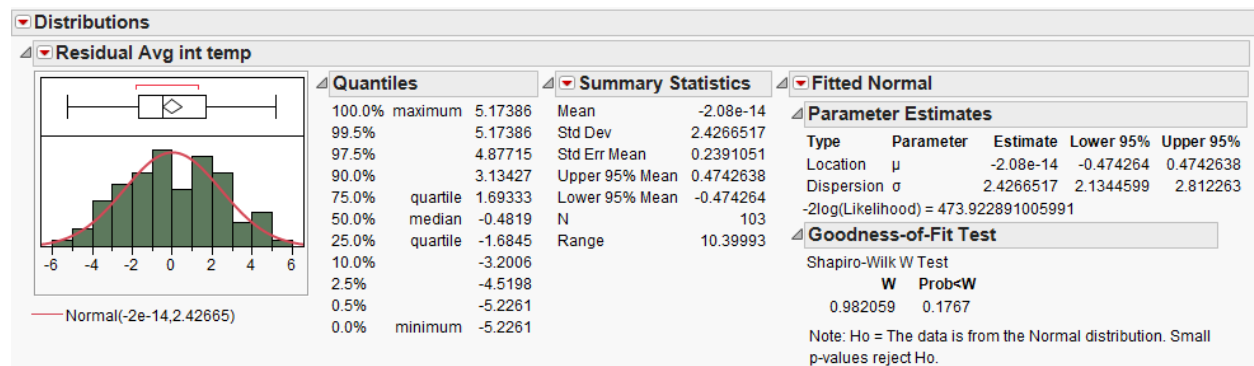 Distributions
Residual Avg int temp
-6 -4 -2 0 2 4 6
Normal(-2e-14,2.42665)
Quantiles
100.0% maximum 5.17386
99.5% 5.17386
97.5% 4.87715
90.0% 3.13427
75.0% quartile 1.69333
50.0% median -0.4819
25.0% quartile -1.6845
10.0% -3.2006
2.5% -4.5198
0.5% -5.2261
0.0% minimum -5.2261
Summary Statistics
Mean -2.08e-14
Std Dev 2.4266517
Std Err Mean 0.2391051
Upper 95% Mean 0.4742638
Lower 95% Mean -0.474264
N 103
Range 10.39993
Fitted Normal
Parameter Estimates
Type Parameter Estimate Lower 95% Upper 95%
Location μ -2.08e-14 -0.474264 0.4742638
Dispersion σ 2.4266517 2.1344599 2.812263
-2log(Likelihood) = 473.922891005991
Goodness-of-Fit Test
Shapiro-Wilk W Test
W Prob<W
0.982059 0.1767
Note: Ho = The data is from the Normal distribution. Small
p-values reject Ho.